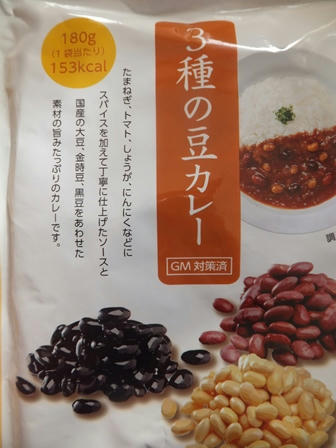 180g
(1袋当たり)
153kcal
3種の豆カレー
GM対策済
たまねぎ、トマト、しょうが、にんにくなどに
スパイスを加えて丁寧に仕上げたソースと
国産の大豆、金時豆、黒豆をあわせた
素材の旨みたっぷりのカレーです。
調